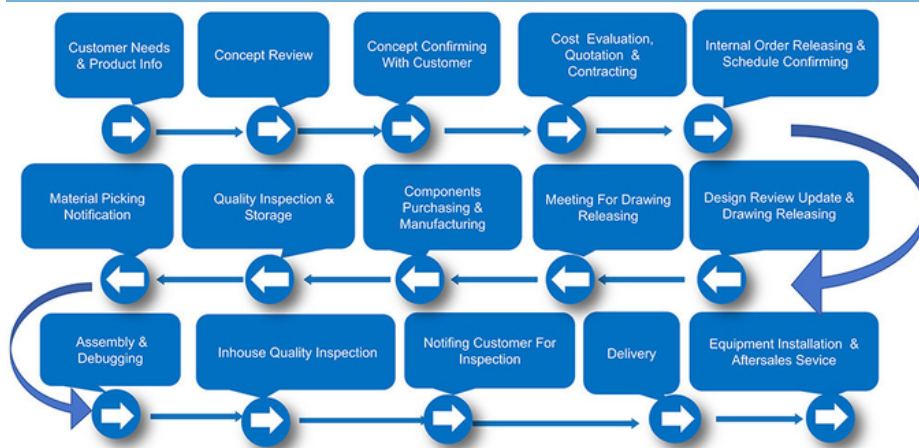 Customer Needs
& Product Info
Concept Review
Concept Confirming
With Customer
Cost Evaluation,
Quotation &
Contracting
Internal Order Releasing &
Schedule Confirming
Material Picking
Notification
Quality Inspection &
Storage
Components
Purchasing &
Manufacturing
Meeting For Drawing
Releasing
Design Review Update &
Drawing Releasing
Assembly &
Debugging
Inhouse Quality Inspection
Notifing Customer For
Inspection
Delivery
Equipment Installation &
Aftersales Sevice